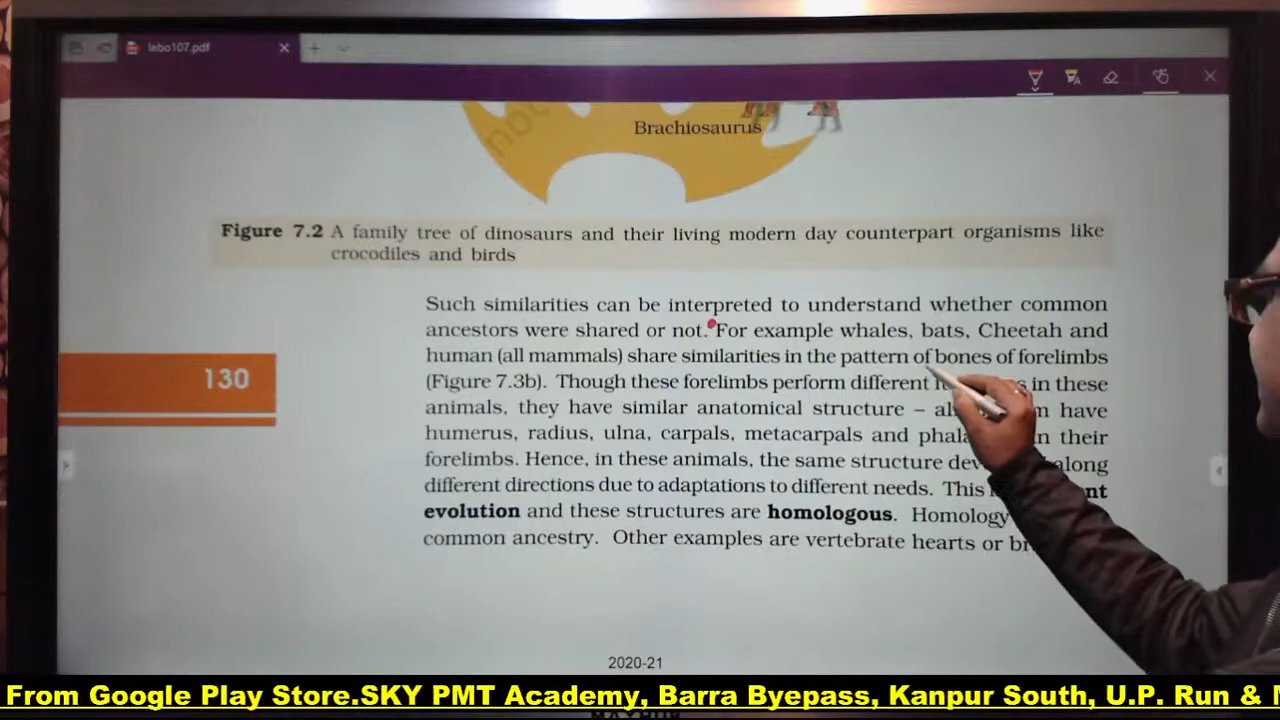 lebo107.pdf
not
Brachiosaurus
Figure 7.2 A family tree of dinosaurs and their living modern day counterpart organisms like
crocodiles and birds
Such similarities can be interpreted to understand whether common
ancestors were shared or not. For example whales, bats, Cheetah and
human (all mammals) share similarities in the pattern of bones of forelimbs
130
(Figure 7.3b). Though these forelimbs perform different in these
animals, they have similar anatomical structure – have
humerus, radius, ulna, carpals, metacarpals and their
forelimbs. Hence, in these animals, the same structure along
different directions due to adaptations to different needs. This
evolution and these structures are homologous. Homology
common ancestry. Other examples are vertebrate hearts or
2020-21
From Google Play Store.SKY PMT Academy, Barra Byepass, Kanpur South, U.P. Run &